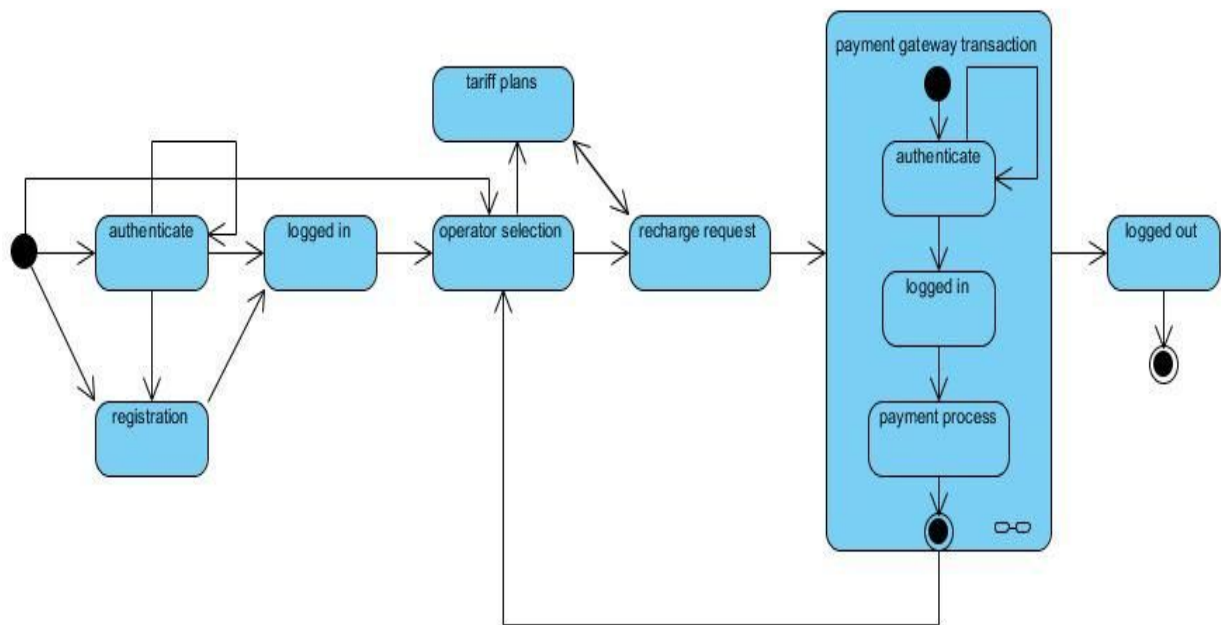 payment gateway transaction
tariff plans
authenticate
authenticate
logged in
operator selection
recharge request
logged out
logged in
registration
payment process